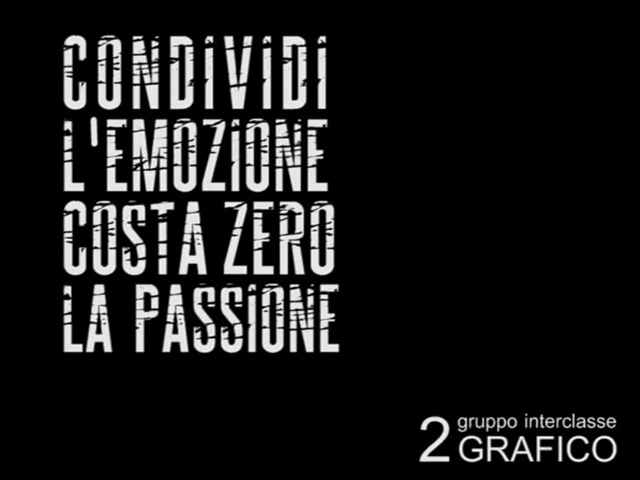 CONDiViDi
L'EMOZiONE
COSTA ZERO
LA PASSiONE
2 gruppo interclasse
GRAFICO